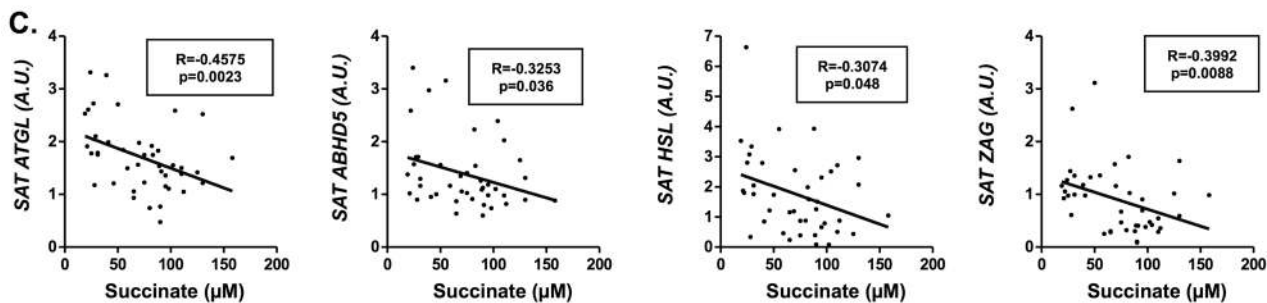 C.
SAT ATGL (A.U.)
4
3
2
1
0
R=-0.4575
p=0.0023
0 50 100 150 200
Succinate (µM)
SAT ABHD5 (A.U.)
4
3
2
1
0
R=-0.3253
p=0.036
0 50 100 150 200
Succinate (µM)
SAT HSL (A.U.)
7
6
5
4
3
2
1
0
R=-0.3074
p=0.048
0 50 100 150 200
Succinate (µM)
SAT ZAG (A.U.)
4
3
2
1
0
R=-0.3992
p=0.0088
0 50 100 150 200
Succinate (µM)